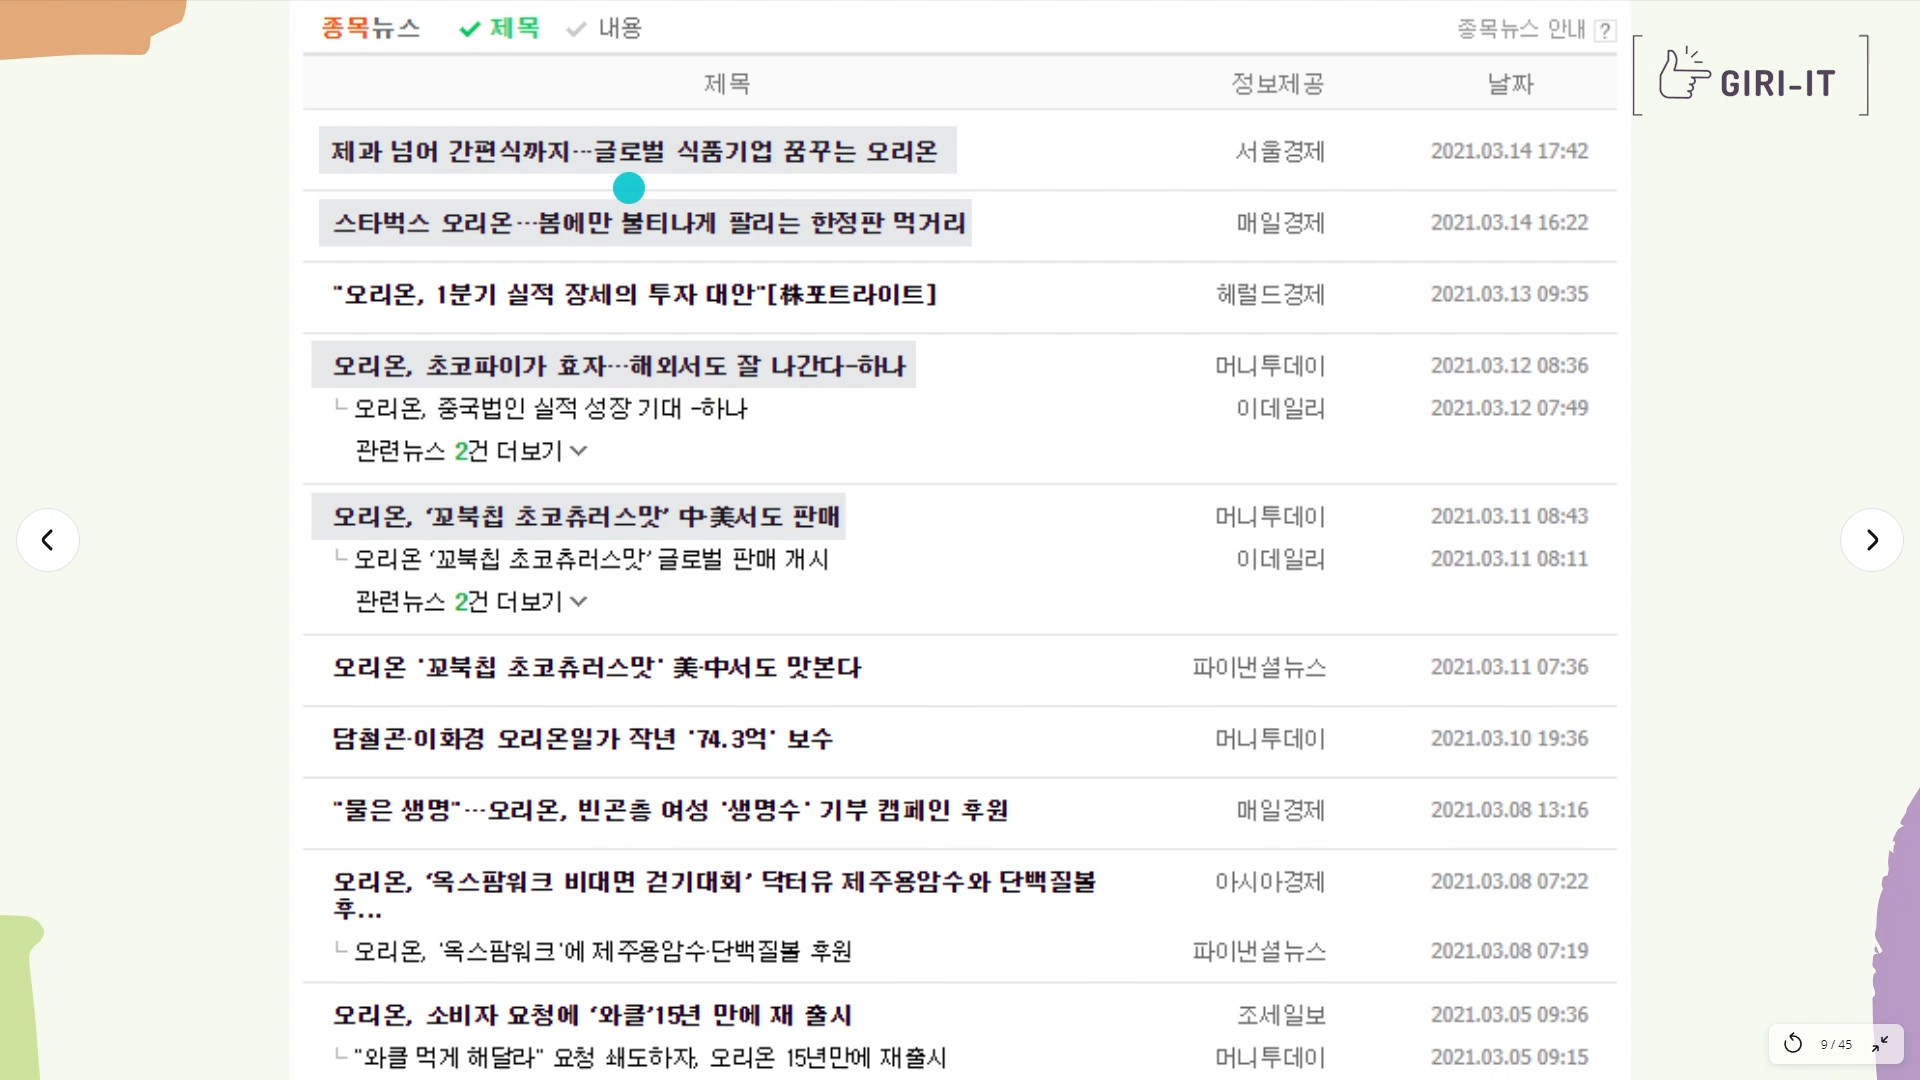 종목뉴스 제목 내용 종목뉴스 안내 ?
제목 정보제공 날짜
GIRI-IT
제과 넘어 간편식까지…글로벌 식품기업 꿈꾸는 오리온 서울경제 2021.03.14 17:42
스타벅스 오리온…봄에만 불티나게 팔리는 한정판 먹거리 매일경제 2021.03.14 16:22
"오리온, 1분기 실적 장세의 투자 대안"[株포트라이트] 헤럴드경제 2021.03.13 09:35
오리온, 초코파이가 효자…해외서도 잘 나간다-하나 머니투데이 2021.03.12 08:36
오리온, 중국법인 실적 성장 기대 -하나 이데일리 2021.03.12 07:49
관련뉴스 2건 더보기
오리온, ‘꼬북칩 초코츄러스맛’ 中·美서도 판매 머니투데이 2021.03.11 08:43
오리온 ‘꼬북칩 초코츄러스맛’ 글로벌 판매 개시 이데일리 2021.03.11 08:11
관련뉴스 2건 더보기
오리온 '꼬북칩 초코츄러스맛' 美·中서도 맛본다 파이낸셜뉴스 2021.03.11 07:36
담철곤·이화경 오리온일가 작년 '74.3억' 보수 머니투데이 2021.03.10 19:36
"물은 생명"…오리온, 빈곤층 여성 '생명수' 기부 캠페인 후원 매일경제 2021.03.08 13:16
오리온, ‘옥스팜워크 비대면 걷기대회’ 닥터유 제주용암수와 단백질볼 아시아경제 2021.03.08 07:22
후...
오리온, '옥스팜워크'에 제주용암수·단백질볼 후원 파이낸셜뉴스 2021.03.08 07:19
오리온, 소비자 요청에 ‘와클’15년 만에 재 출시 조세일보 2021.03.05 09:36
"와클 먹게 해달라" 요청 쇄도하자, 오리온 15년만에 재출시 머니투데이 2021.03.05 09:15
9 / 45